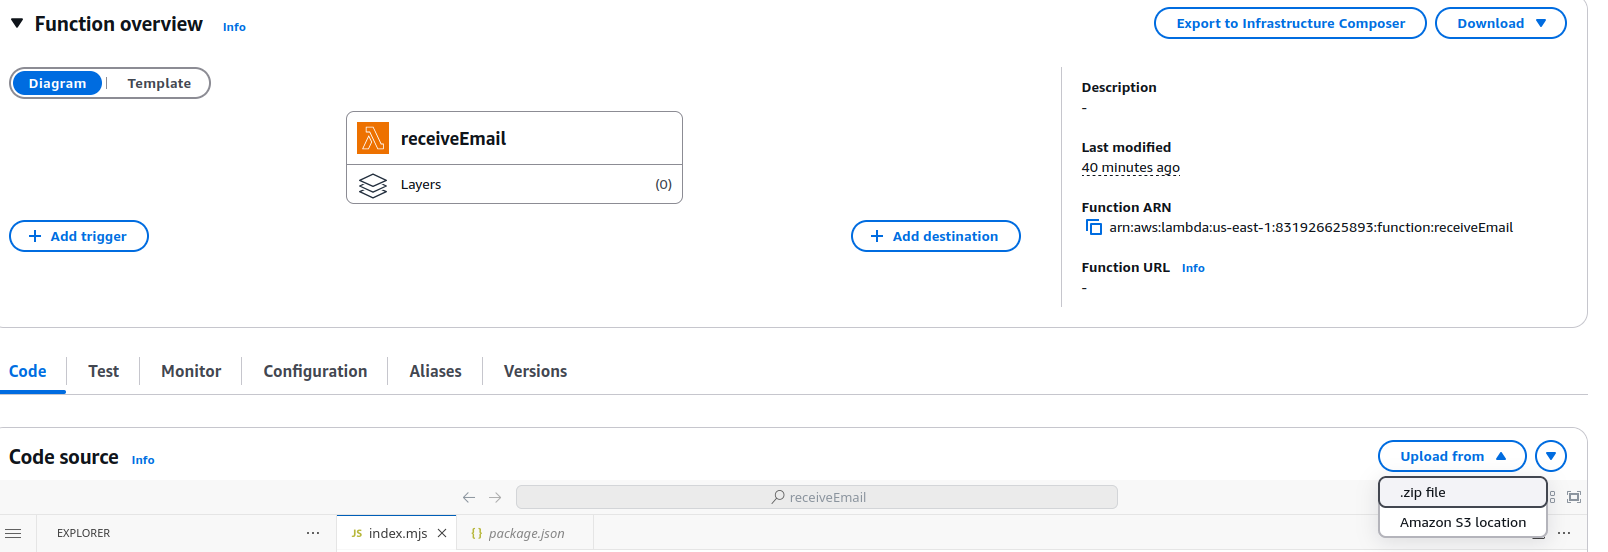 Function overview Info
Export to Infrastructure Composer
Download
Diagram
Template
receiveEmail
Layers
(0)
Add trigger
Add destination
Description
-
Last modified
40 minutes ago
Function ARN
arn:aws:lambda:us-east-1:831926625893:function:receiveEmail
Function URL Info
-
Code
Test
Monitor
Configuration
Aliases
Versions
Code source Info
Upload from
.zip file
Amazon S3 location
receiveEmail
EXPLORER
JS index.mjs
{} package.json